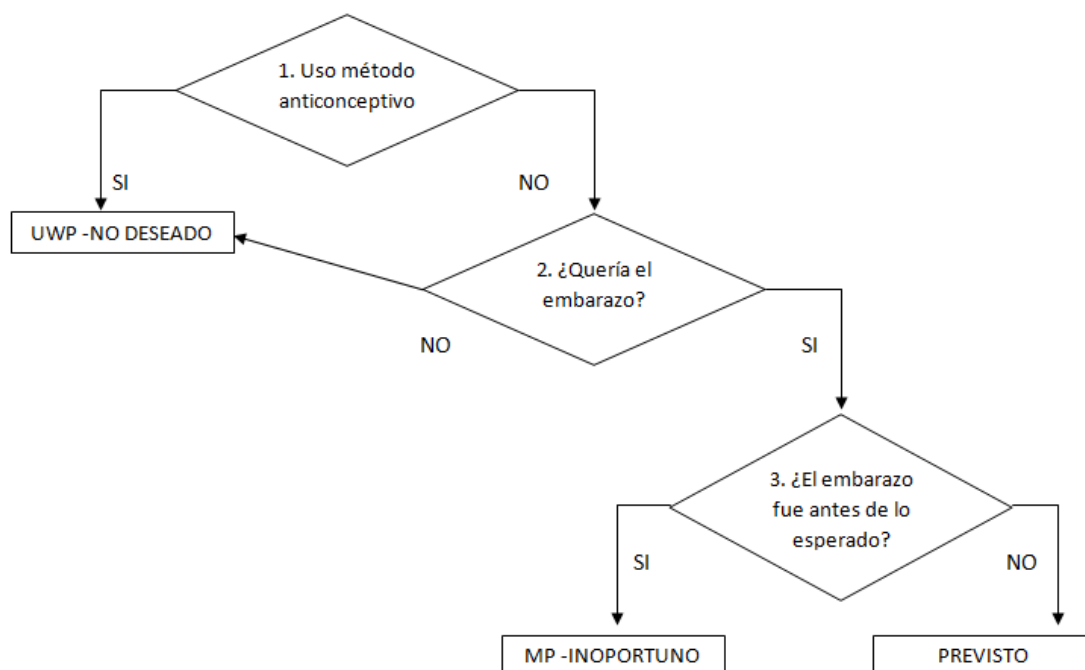 1. Uso método
anticonceptivo
SI
NO
UWP -NO DESEADO
2. ¿Quería el
embarazo?
NO
SI
3. ¿El embarazo
fue antes de lo
esperado?
SI
NO
MP -INOPORTUNO
PREVISTO